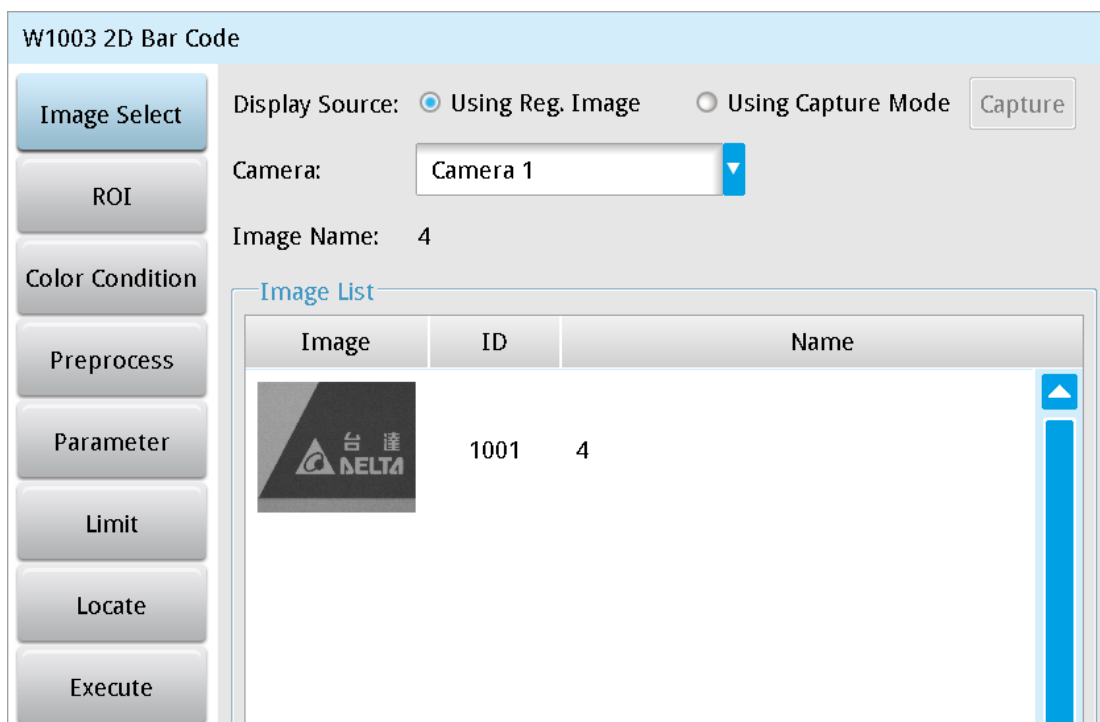 W1003 2D Bar Code
Image Select
ROI
Color Condition
Preprocess
Parameter
Limit
Locate
Execute
Display Source: Using Reg. Image Using Capture Mode Capture
Camera: Camera 1
Image Name: 4
Image List
Image ID Name
台達
DELTA
1001 4